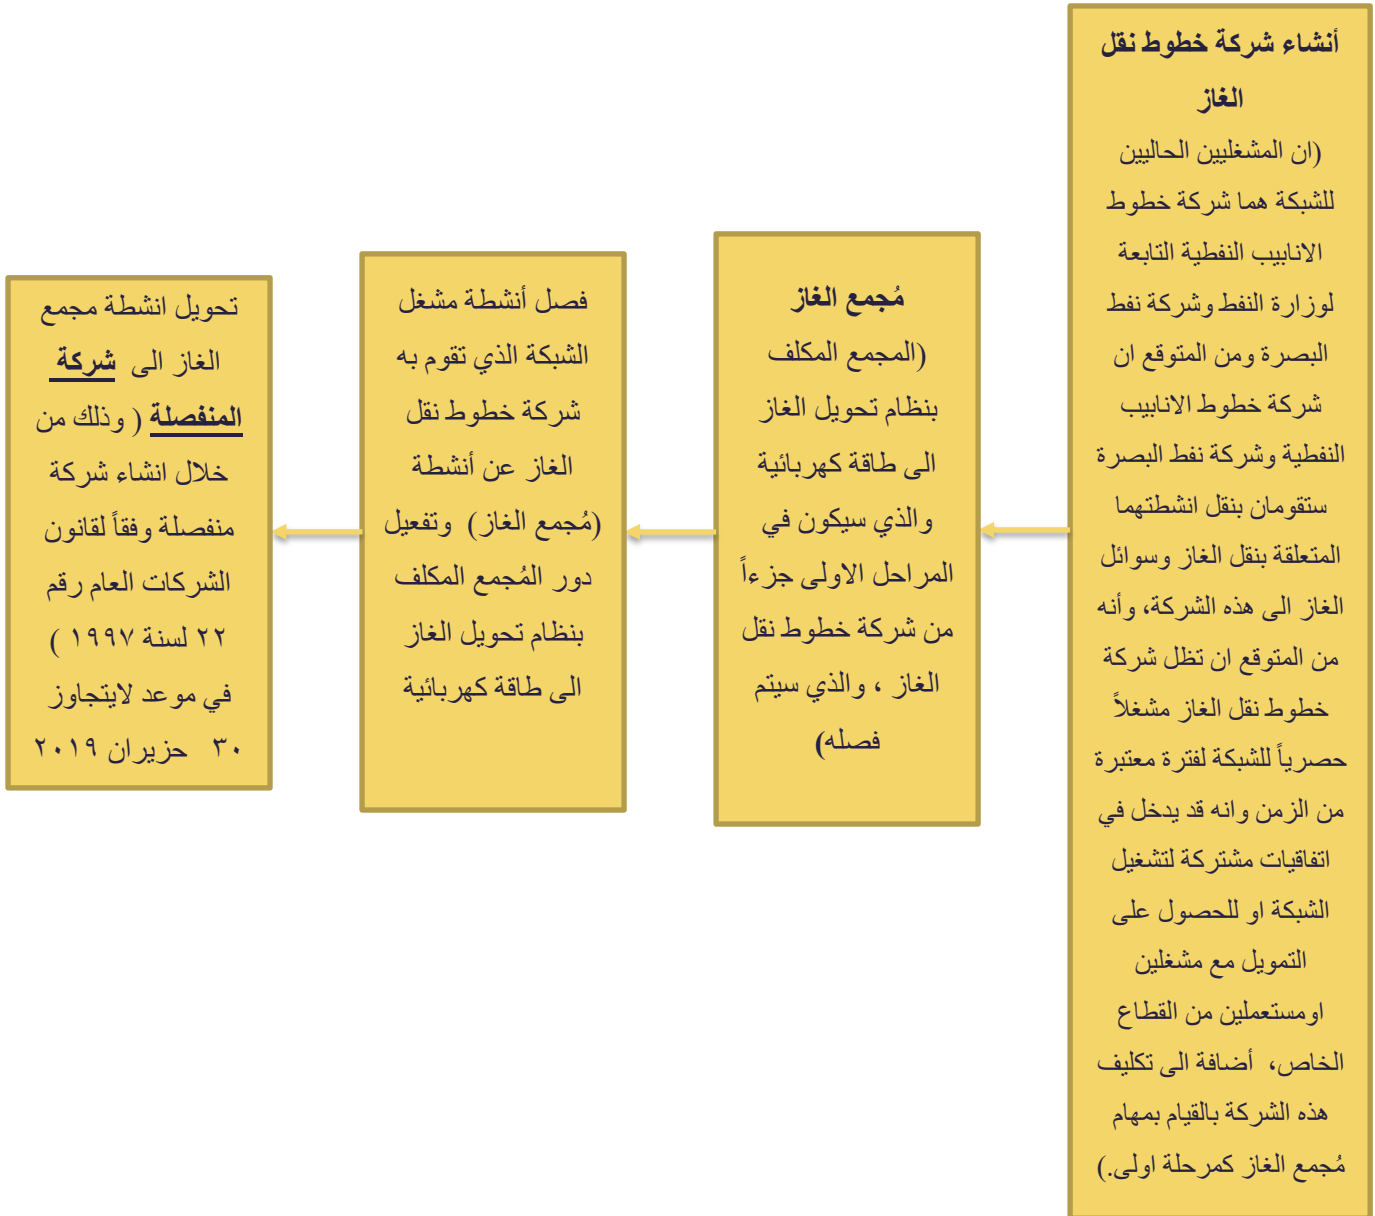 أنشاء شركة خطوط نقل
الغاز
(ان المشغليين الحاليين
للشبكة هما شركة خطوط
الانابيب النفطية التابعة
لوزارة النفط وشركة نفط
البصرة ومن المتوقع ان
شركة خطوط الانابيب
النفطية وشركة نفط البصرة
ستقومان بنقل انشطتهما
المتعلقة بنقل الغاز وسوائل
الغاز الى هذه الشركة، وأنه
من المتوقع ان تظل شركة
خطوط نقل الغاز مشغلاً
حصرياً للشبكة لفترة معتبرة
من الزمن وانه قد يدخل في
اتفاقيات مشتركة لتشغيل
الشبكة او للحصول على
التمويل مع مشغلين
اومستعملين من القطاع
الخاص، أضافة الى تكليف
هذه الشركة بالقيام بمهام
مُجمع الغاز كمرحلة اولى.)
مُجمع الغاز
(المجمع المكلف
بنظام تحويل الغاز
الى طاقة كهربائية
والذي سيكون في
المراحل الاولى جزءاً
من شركة خطوط نقل
الغاز ، والذي سيتم
فصله)
فصل أنشطة مشغل
الشبكة الذي تقوم به
شركة خطوط نقل
الغاز عن أنشطة
(مُجمع الغاز) وتفعيل
دور المُجمع المكلف
بنظام تحويل الغاز
الى طاقة كهربائية
تحويل انشطة مجمع
الغاز الى شركة
المنفصلة ( وذلك من
خلال انشاء شركة
منفصلة وفقاً لقانون
الشركات العام رقم
٢٢ لسنة ١٩٩٧ )
في موعد لايتجاوز
٣٠ حزيران ٢٠١٩